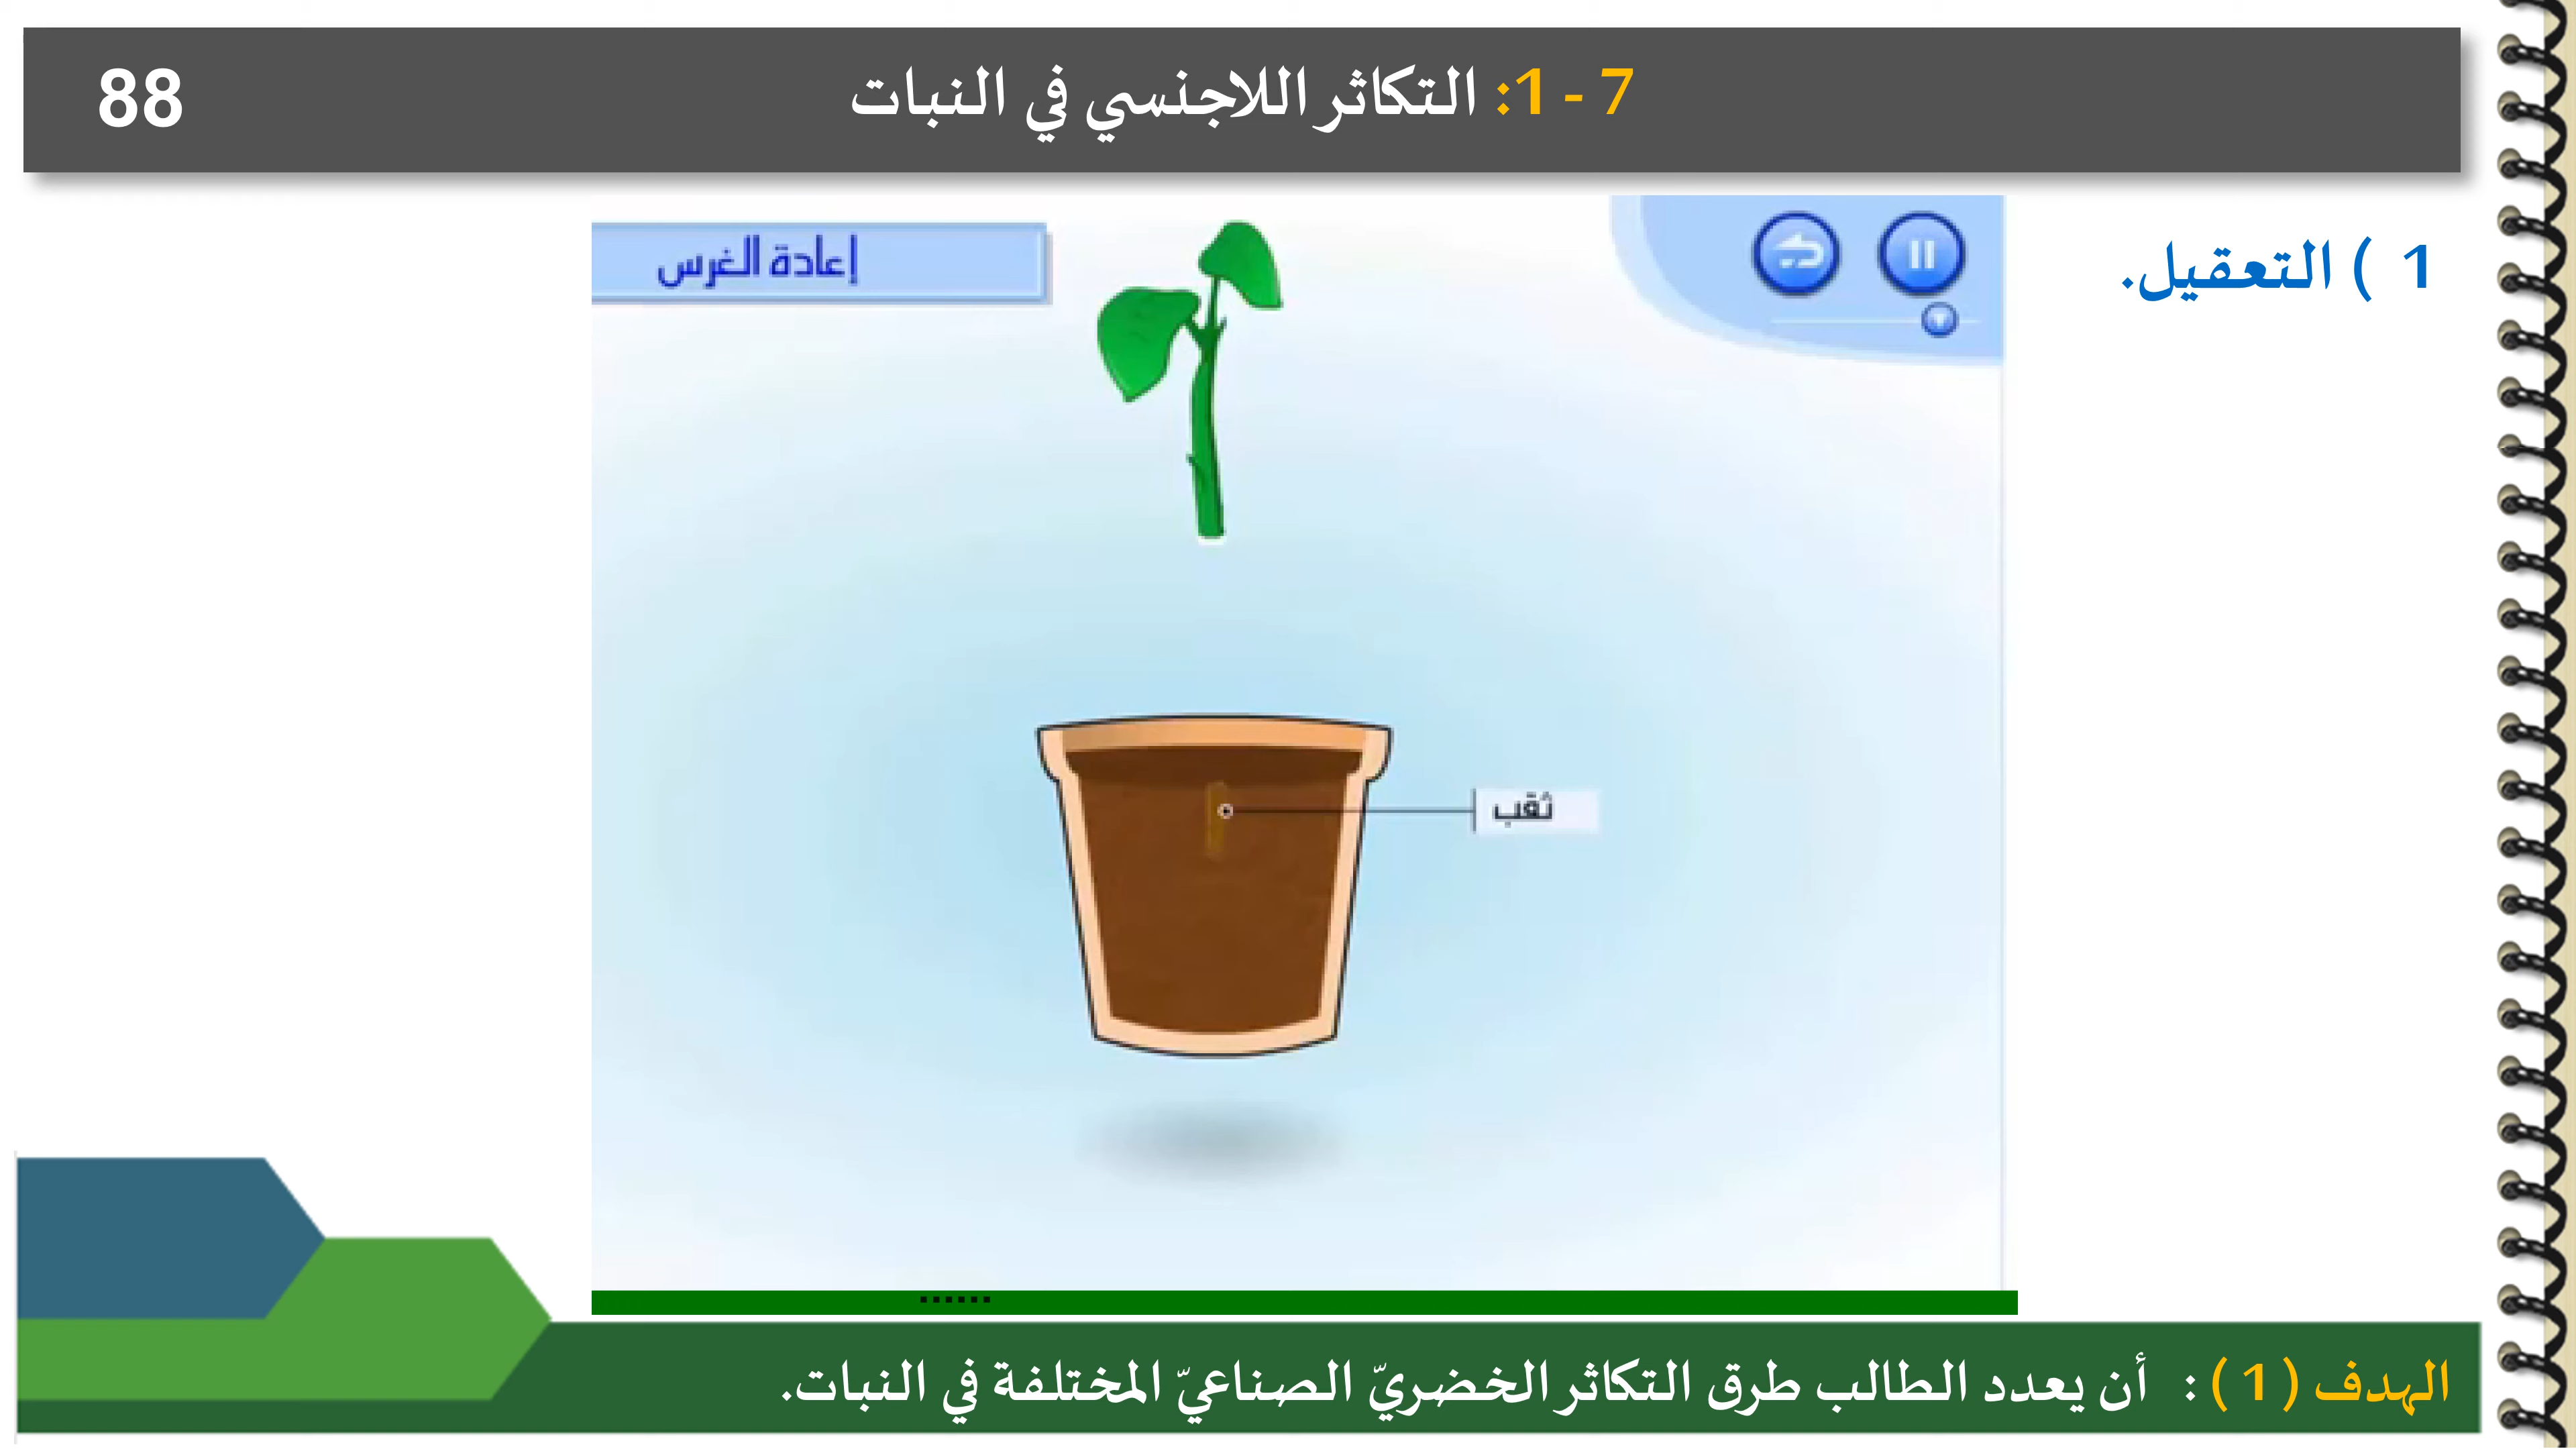 7 - 1: التكاثر اللاجنسي في النبات
88
1 ) التعقيل.
إعادة الغرس
ثقب
......
الهدف ( 1 ) : أن يعدد الطالب طرق التكاثر الخضريّ الصناعيّ المختلفة في النبات.